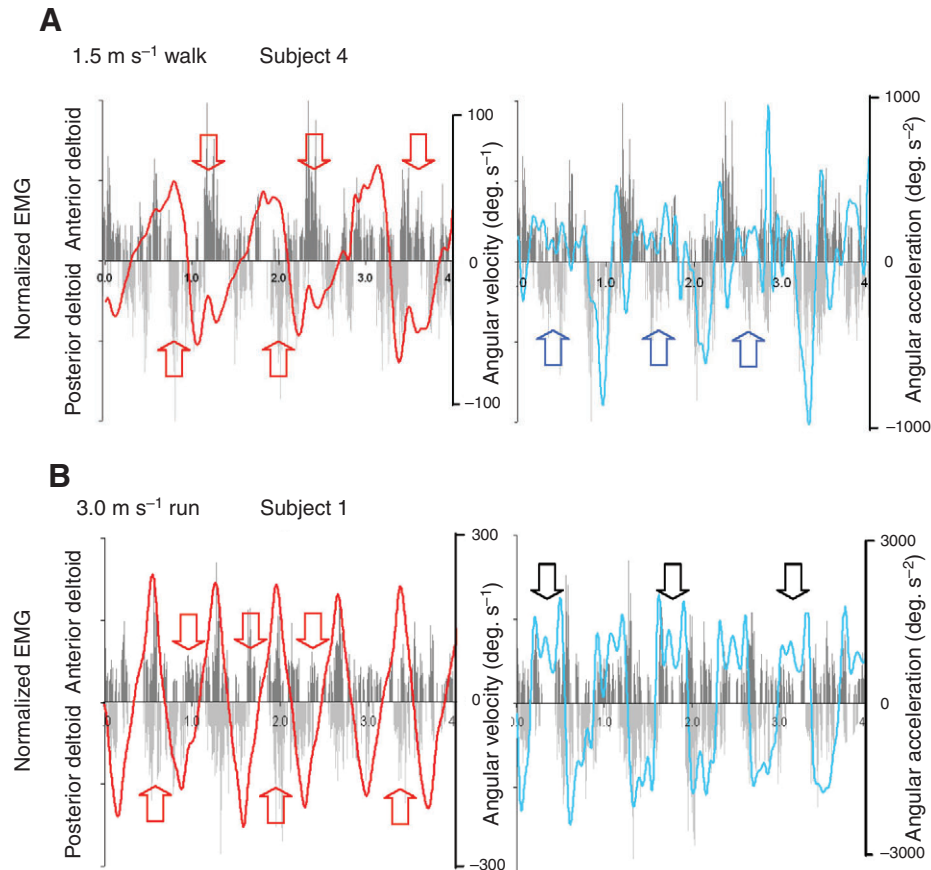 A
1.5 m s⁻¹ walk Subject 4
Normalized EMG
Posterior deltoid Anterior deltoid
0.0 1.0 2.0 3.0 4
100
0
−100
Angular velocity (deg. s⁻¹)
0.0 1.0 2.0 3.0 4
1000
0
−1000
Angular acceleration (deg. s⁻²)
B
3.0 m s⁻¹ run Subject 1
Normalized EMG
Posterior deltoid Anterior deltoid
0.0 1.0 2.0 3.0 4
300
0
−300
Angular velocity (deg. s⁻¹)
0.0 1.0 2.0 3.0 4
3000
0
−3000
Angular acceleration (deg. s⁻²)